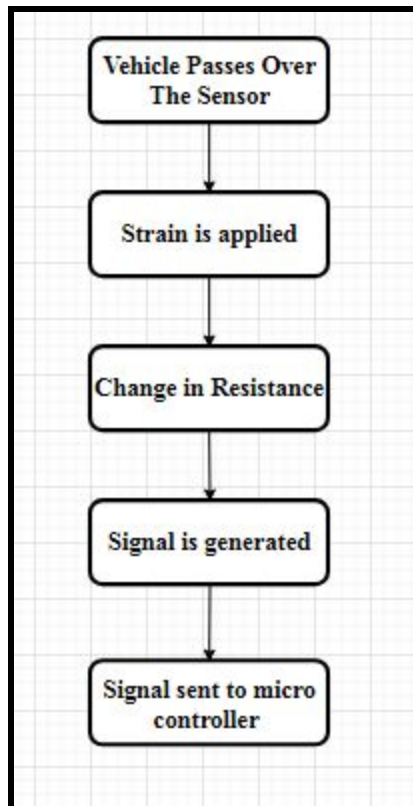 Vehicle Passes Over
The Sensor
Strain is applied
Change in Resistance
Signal is generated
Signal sent to micro
controller